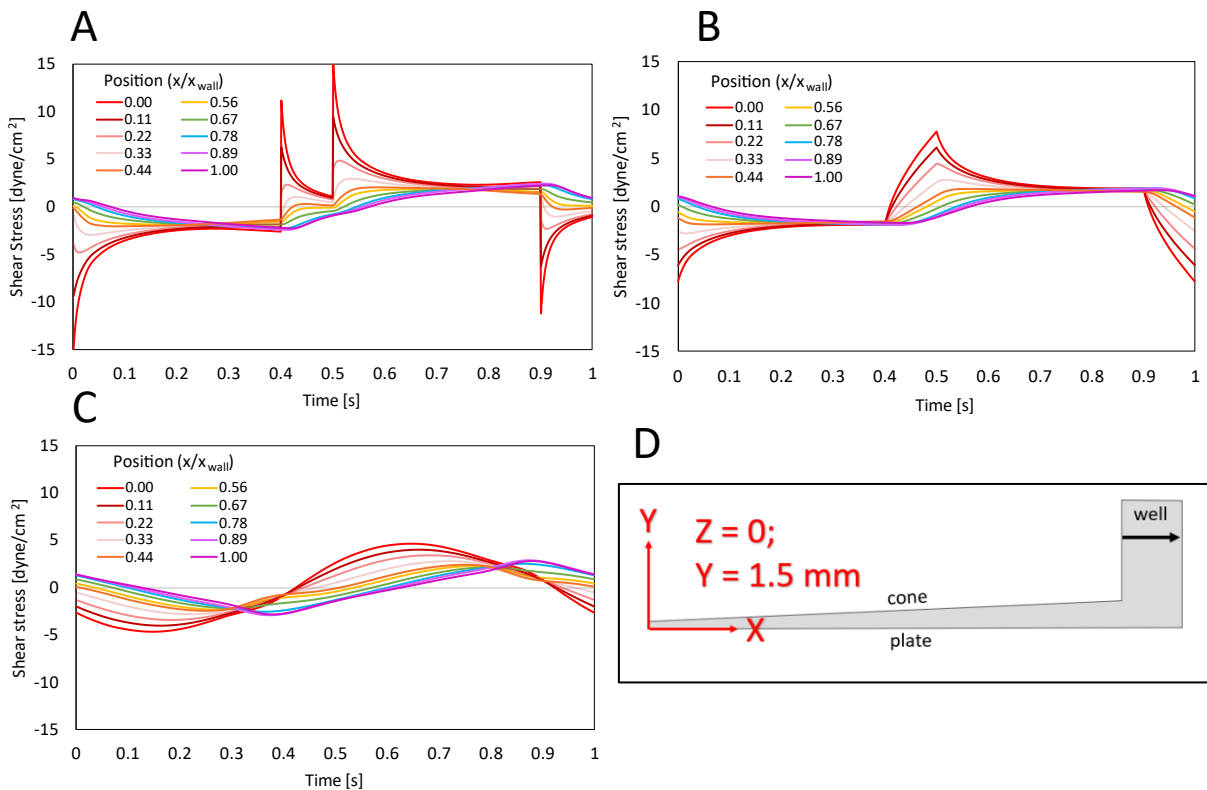 A
Position (x/xwall)
0.00 0.56
0.11 0.67
0.22 0.78
0.33 0.89
0.44 1.00
Shear Stress [dyne/cm²]
15
10
5
0
-5
-10
-15
0 0.1 0.2 0.3 0.4 0.5 0.6 0.7 0.8 0.9 1
Time [s]
B
Position (x/xwall)
0.00 0.56
0.11 0.67
0.22 0.78
0.33 0.89
0.44 1.00
Shear stress [dyne/cm²]
15
10
5
0
-5
-10
-15
0 0.1 0.2 0.3 0.4 0.5 0.6 0.7 0.8 0.9 1
Time [s]
C
Position (x/xwall)
0.00 0.56
0.11 0.67
0.22 0.78
0.33 0.89
0.44 1.00
Shear stress [dyne/cm²]
15
10
5
0
-5
-10
-15
0 0.1 0.2 0.3 0.4 0.5 0.6 0.7 0.8 0.9 1
Time [s]
D
Y
Z = 0;
Y = 1.5 mm
well
cone
X
plate